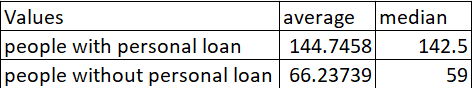 Values average median
people with personal loan 144.7458 142.5
people without personal loan 66.23739 59